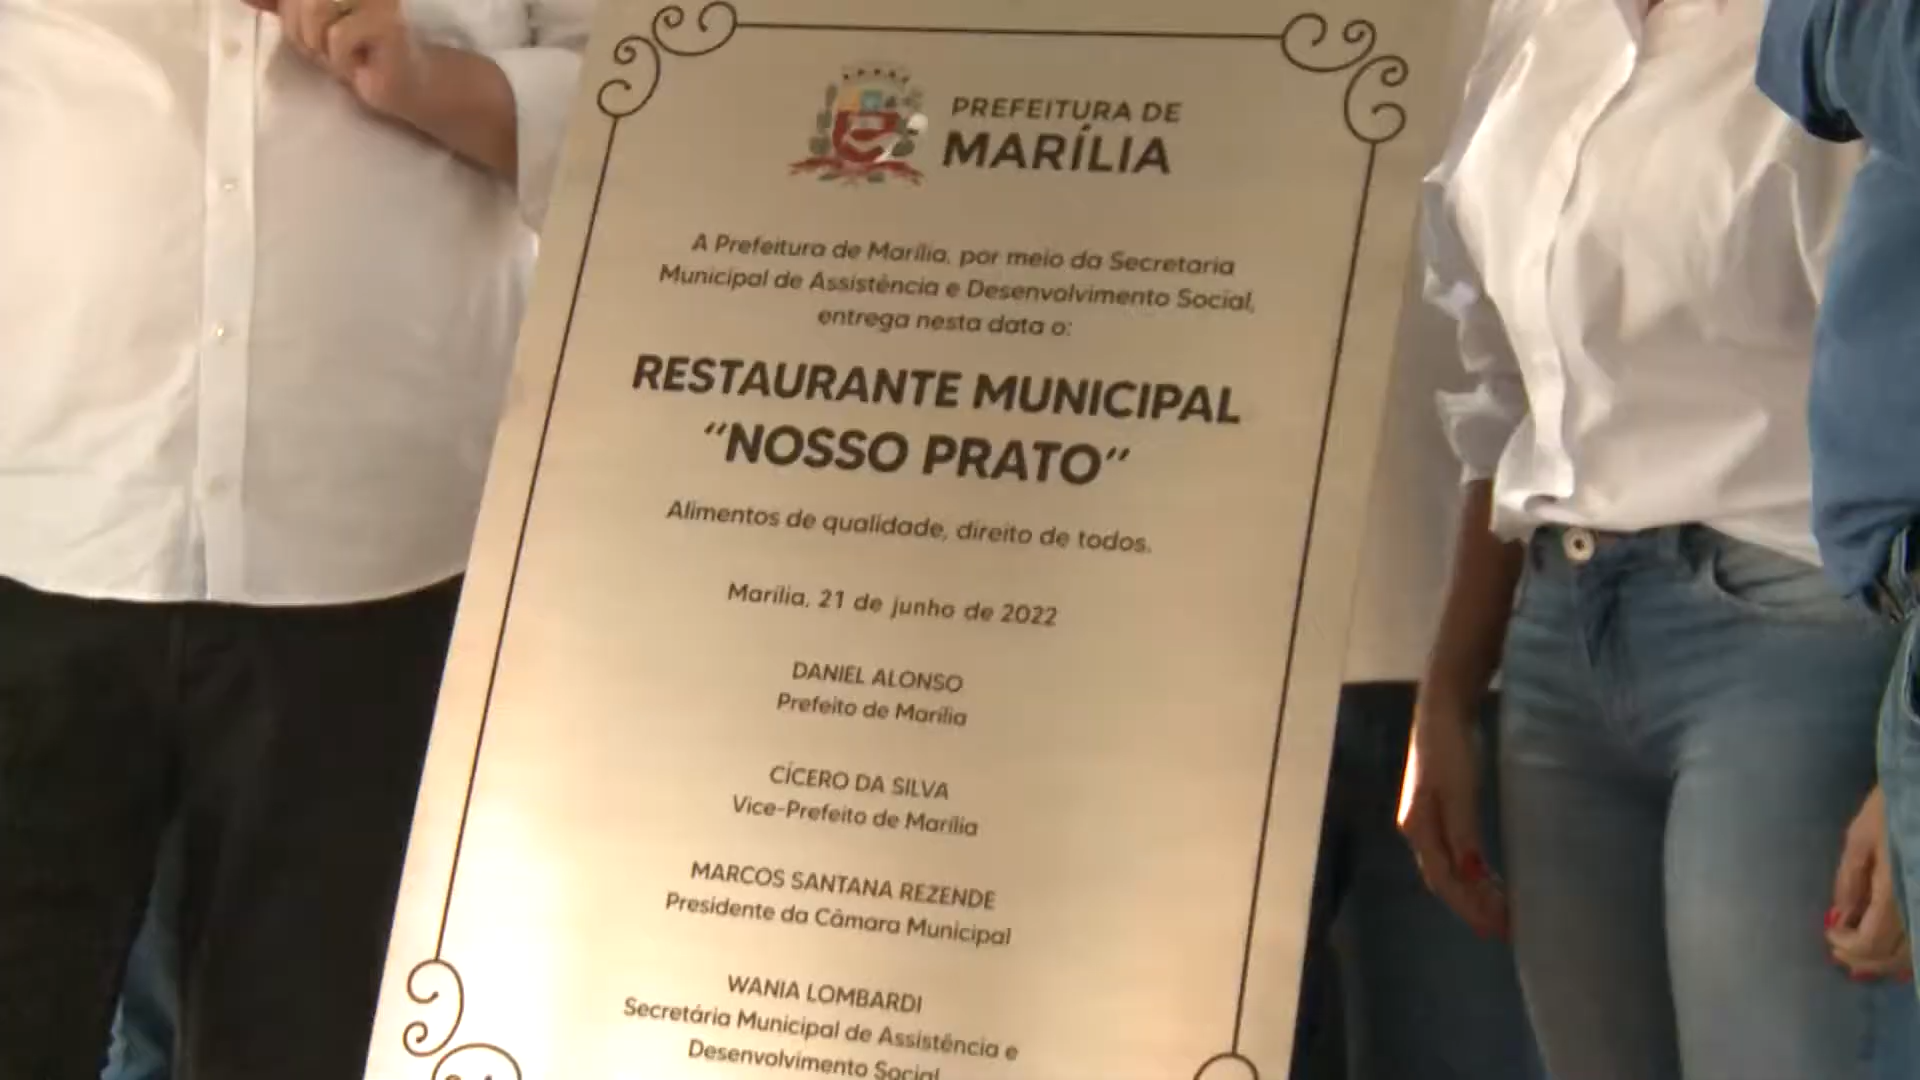 PREFEITURA DE
MARÍLIA
A Prefeitura de Marília, por meio da Secretaria
Municipal de Assistência e Desenvolvimento Social,
entrega nesta data o:
RESTAURANTE MUNICIPAL
“NOSSO PRATO”
Alimentos de qualidade, direito de todos.
Marília, 21 de junho de 2022
DANIEL ALONSO
Prefeito de Marília
CÍCERO DA SILVA
Vice-Prefeito de Marília
MARCOS SANTANA REZENDE
Presidente da Câmara Municipal
WANIA LOMBARDI
Secretária Municipal de Assistência e
Desenvolvimento Social